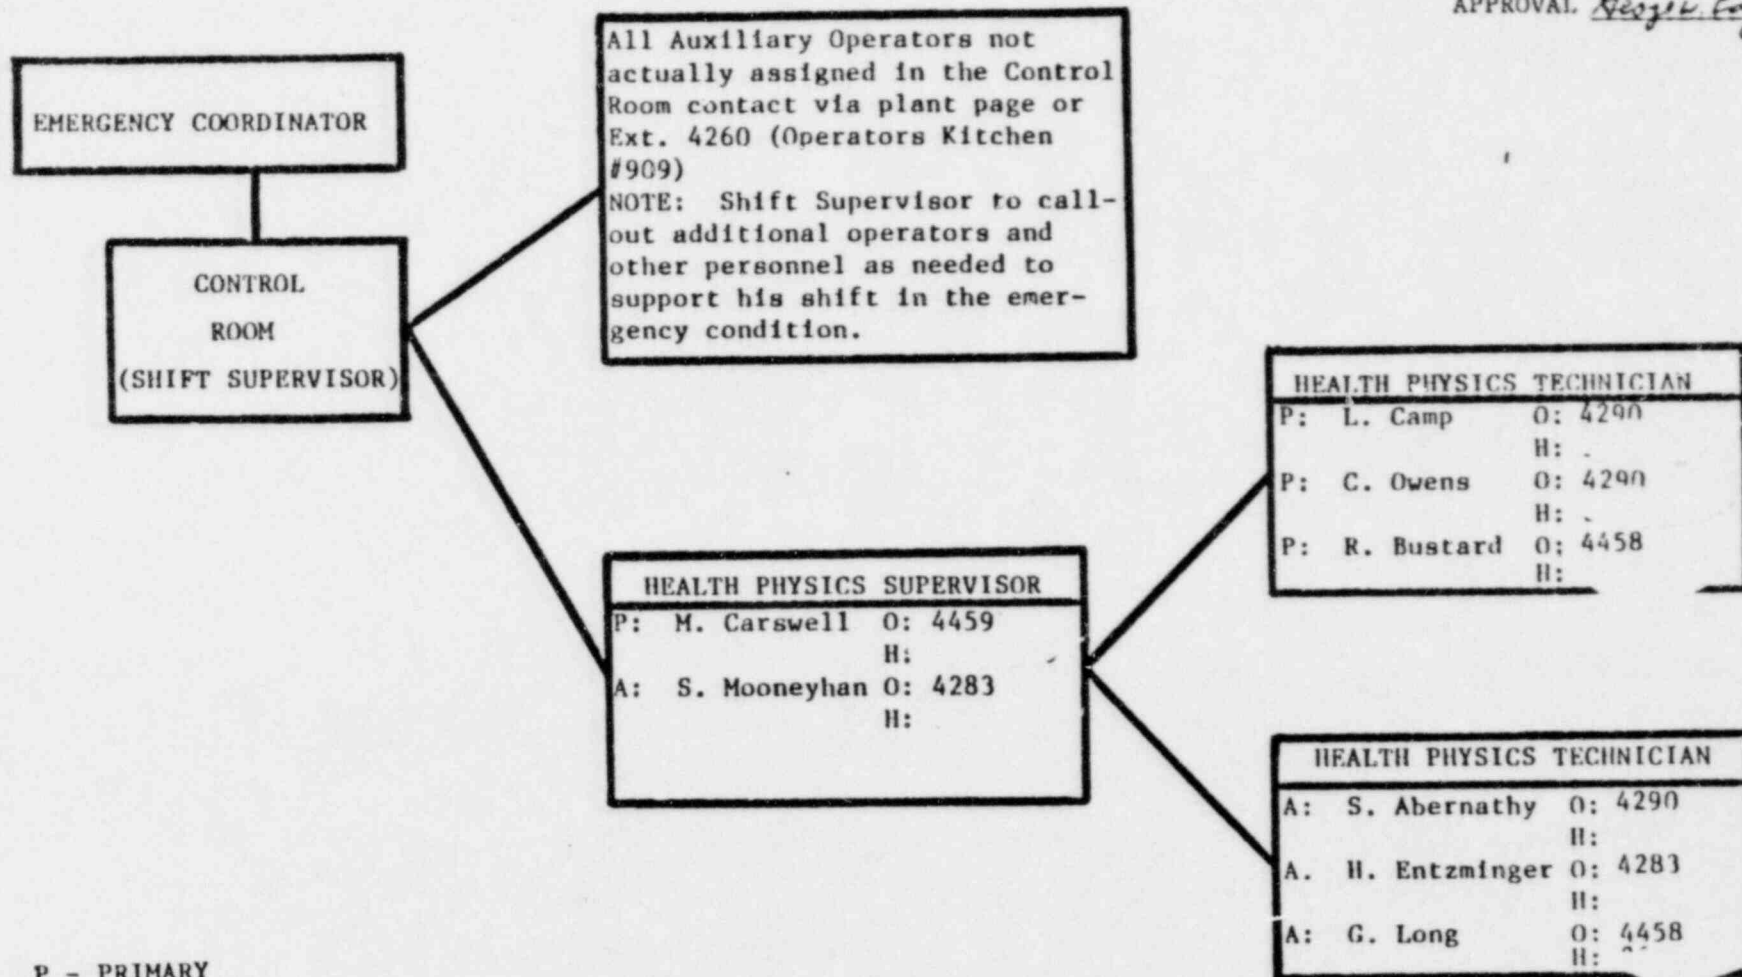 APPROVAL
EMERGENCY COORDINATOR
CONTROL
ROOM
(SHIFT SUPERVISOR)
All Auxiliary Operators not
actually assigned in the Control
Room contact via plant page or
Ext. 4260 (Operators Kitchen
#909)
NOTE: Shift Supervisor to call-
out additional operators and
other personnel as needed to
support his shift in the emer-
gency condition.
HEALTH PHYSICS SUPERVISOR
P: M. Carswell O: 4459
H:
A: S. Mooneyhan O: 4283
H:
HEALTH PHYSICS TECHNICIAN
P: L. Camp O: 4290
H:
P: C. Owens O: 4290
H:
P: R. Bustard O: 4458
H:
HEALTH PHYSICS TECHNICIAN
A: S. Abernathy O: 4290
H:
A. H. Entzminger O: 4283
H:
A: G. Long O: 4458
H:
P - PRIMARY